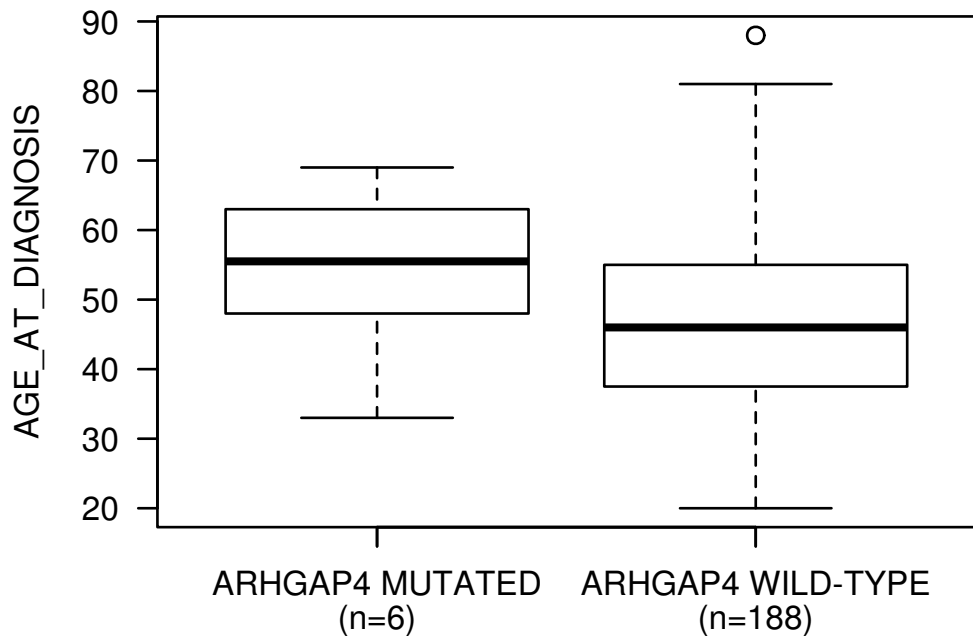 AGE_AT_DIAGNOSIS
90
80
70
60
50
40
30
20
ARHGAP4 MUTATED
(n=6)
ARHGAP4 WILD-TYPE
(n=188)